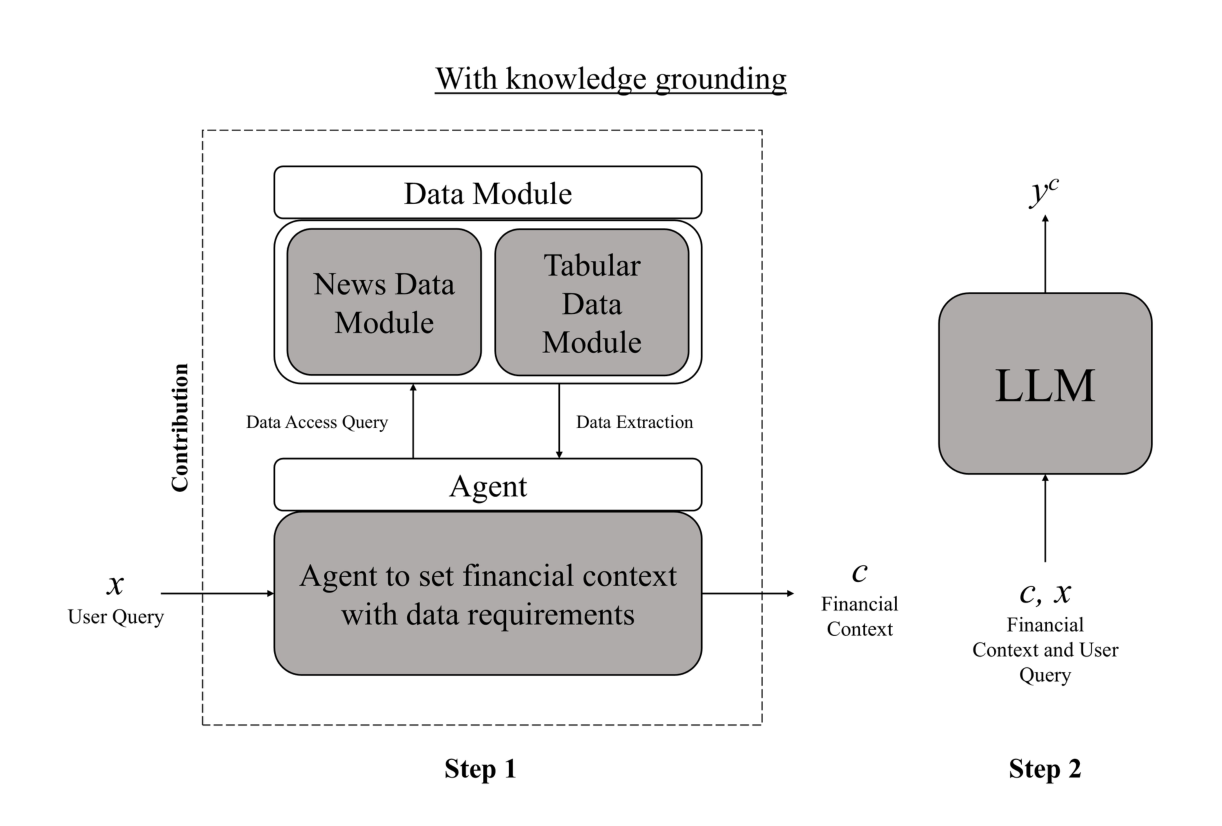 With knowledge grounding
Data Module
News Data
Module
Tabular
Data
Module
Contribution
Data Access Query
Data Extraction
Agent
Agent to set financial context
with data requirements
x
User Query
c
Financial
Context
Step 1
y^c
LLM
c, x
Financial
Context and User
Query
Step 2